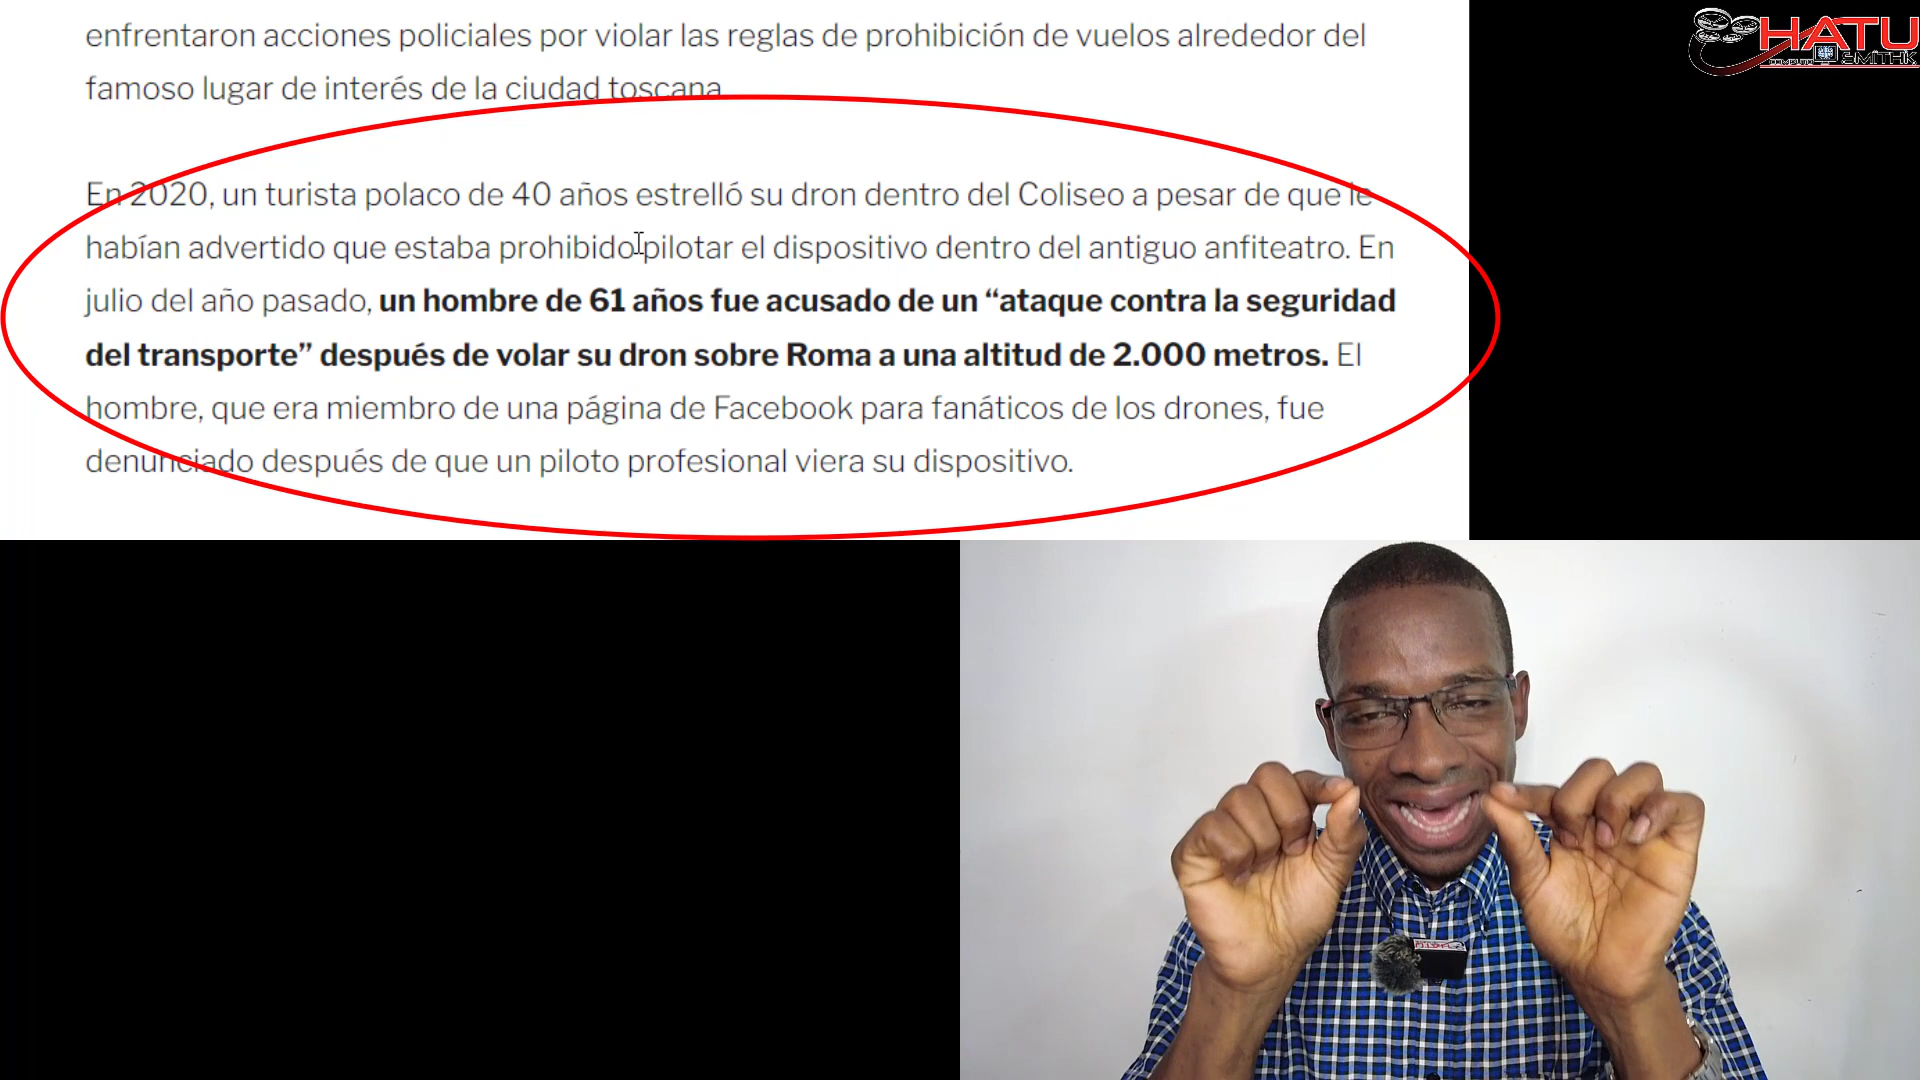 enfrentaron acciones policiales por violar las reglas de prohibición de vuelos alrededor del
famoso lugar de interés de la ciudad toscana.
En 2020, un turista polaco de 40 años estrelló su dron dentro del Coliseo a pesar de que le
habían advertido que estaba prohibido pilotar el dispositivo dentro del antiguo anfiteatro. En
julio del año pasado, un hombre de 61 años fue acusado de un “ataque contra la seguridad
del transporte” después de volar su dron sobre Roma a una altitud de 2.000 metros. El
hombre, que era miembro de una página de Facebook para fanáticos de los drones, fue
denunciado después de que un piloto profesional viera su dispositivo.
HATU
SMITHK